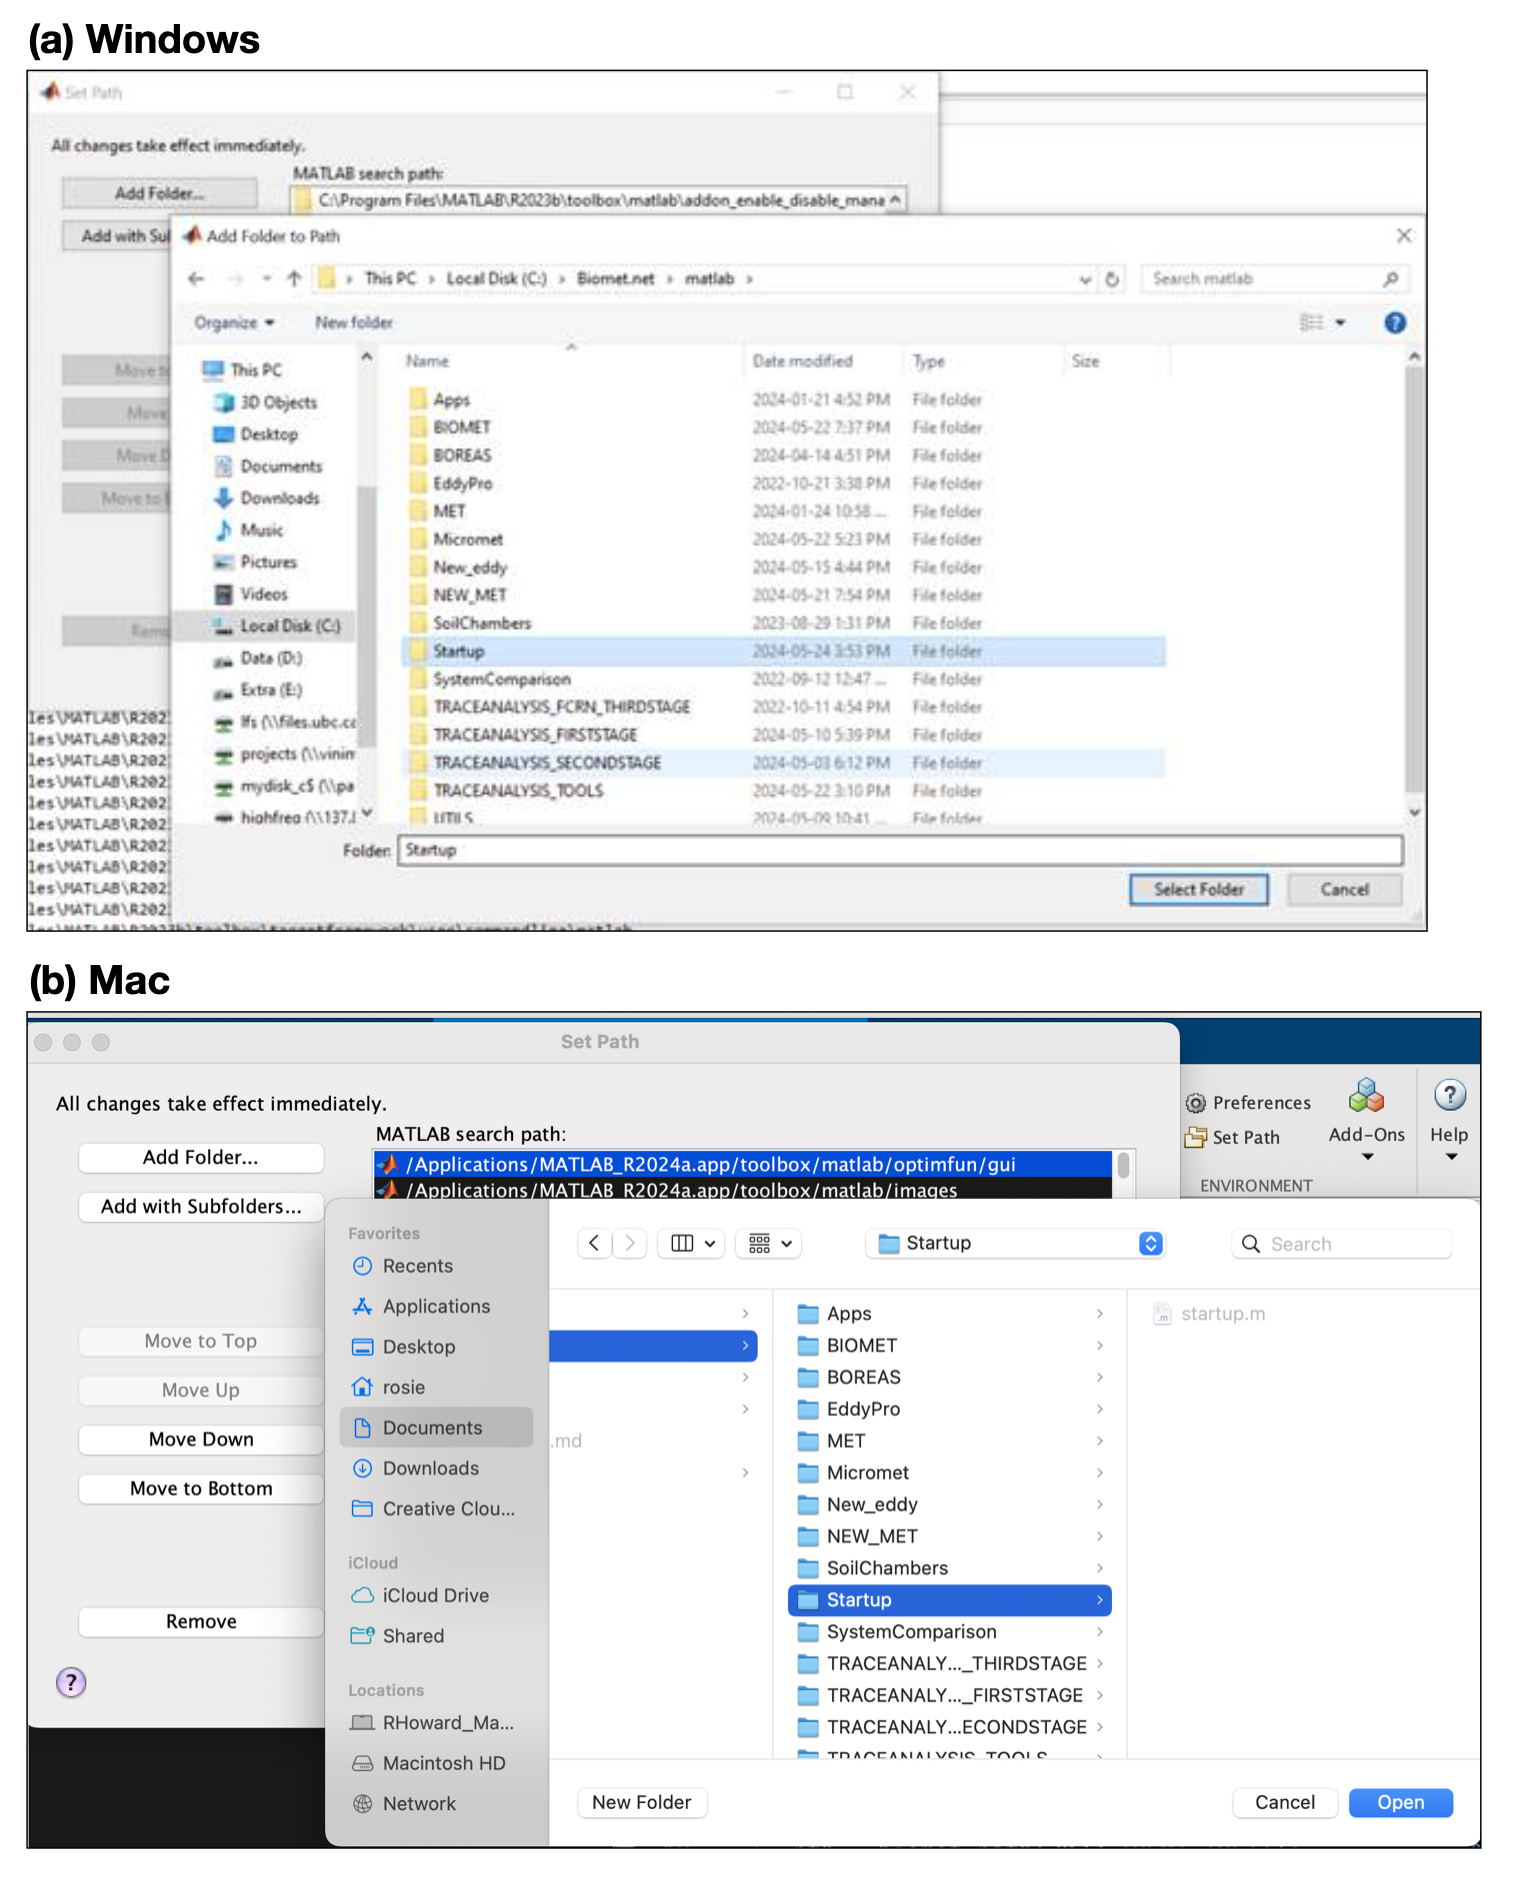 (a) Windows
Set Path
All changes take effect immediately.
MATLAB search path:
Add Folder...
C:\Program Files\MATLAB\R2023b\toolbox\matlab\addon_enable_disable_mana
Add with Sul
Add Folder to Path
This PC > Local Disk (C:) > Biomet.net > matlab >
Search matlab
Organize
New folder
Name
Date modified
Type
Size
This PC
3D Objects
Desktop
Documents
Downloads
Music
Pictures
Videos
Local Disk (C:)
Data (D:)
Extra (E:)
lfs (\\files.ubc.ca
projects (\\vinim
mydisk_c$ (\\pa
highfreq (\\137.
Move to
Move
Move D
Move to
Remo
Apps 2024-01-21 4:52 PM File folder
BIOMET 2024-05-22 7:37 PM File folder
BOREAS 2024-04-14 4:51 PM File folder
EddyPro 2022-10-21 3:38 PM File folder
MET 2024-01-24 10:58 ... File folder
Micromet 2024-05-22 5:23 PM File folder
New_eddy 2024-05-15 4:44 PM File folder
NEW_MET 2024-05-21 7:54 PM File folder
SoilChambers 2023-08-29 1:31 PM File folder
Startup 2024-05-24 3:53 PM File folder
SystemComparison 2022-09-12 12:47 ... File folder
TRACEANALYSIS_FCRN_THIRDSTAGE 2022-10-11 4:54 PM File folder
TRACEANALYSIS_FIRSTSTAGE 2024-05-10 5:39 PM File folder
TRACEANALYSIS_SECONDSTAGE 2024-05-03 6:12 PM File folder
TRACEANALYSIS_TOOLS 2024-05-22 3:10 PM File folder
UTILS 2024-05-09 10:41 ... File folder
les\MATLAB\R202
les\MATLAB\R202
les\MATLAB\R202
les\MATLAB\R202
les\MATLAB\R202
les\MATLAB\R202
les\MATLAB\R202
les\MATLAB\R202
les\MATLAB\R202
les\MATLAB\R202
Folder: Startup
Select Folder
Cancel
(b) Mac
Set Path
All changes take effect immediately.
MATLAB search path:
Add Folder...
/Applications/MATLAB_R2024a.app/toolbox/matlab/optimfun/gui
/Applications/MATLAB_R2024a.app/toolbox/matlab/images
Add with Subfolders...
Move to Top
Move Up
Move Down
Move to Bottom
Remove
?
Preferences
Set Path
Add-Ons
Help
ENVIRONMENT
Favorites
Recents
Applications
Desktop
rosie
Documents
Downloads
Creative Clou...
iCloud
iCloud Drive
Shared
Locations
RHoward_Ma...
Macintosh HD
Network
Startup
Search
.md
Apps
BIOMET
BOREAS
EddyPro
MET
Micromet
New_eddy
NEW_MET
SoilChambers
Startup
SystemComparison
TRACEANALY..._THIRDSTAGE
TRACEANALY..._FIRSTSTAGE
TRACEANALY...ECONDSTAGE
TRACEANALYSIS_TOOLS
startup.m
New Folder
Cancel
Open